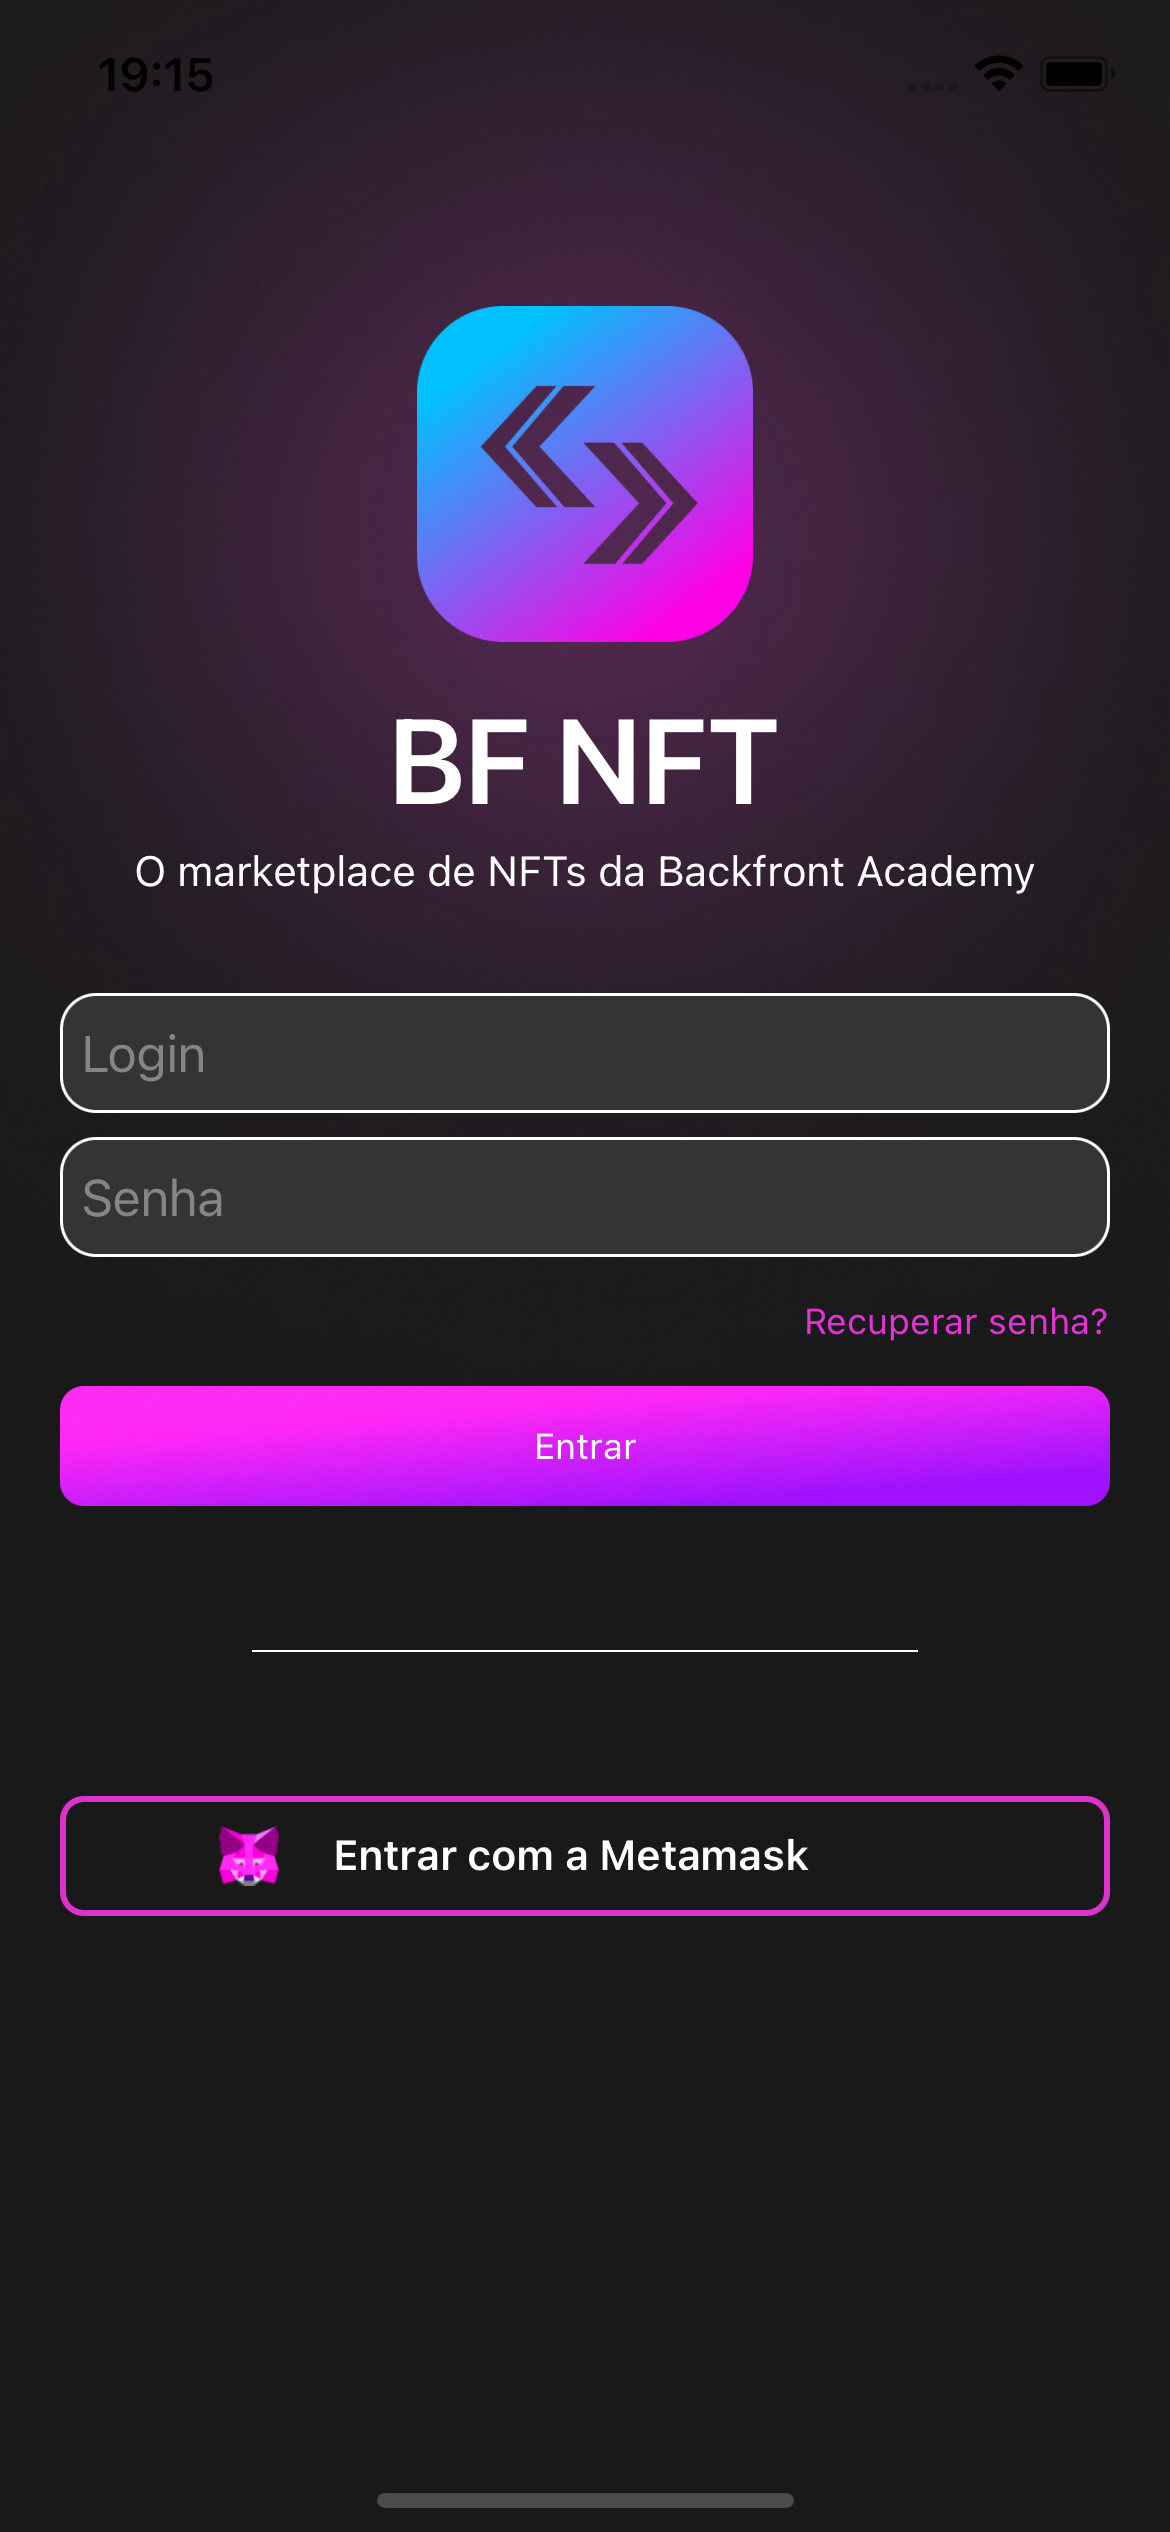 19:15
BF NFT
O marketplace de NFTs da Backfront Academy
Login
Senha
Recuperar senha?
Entrar
Entrar com a Metamask